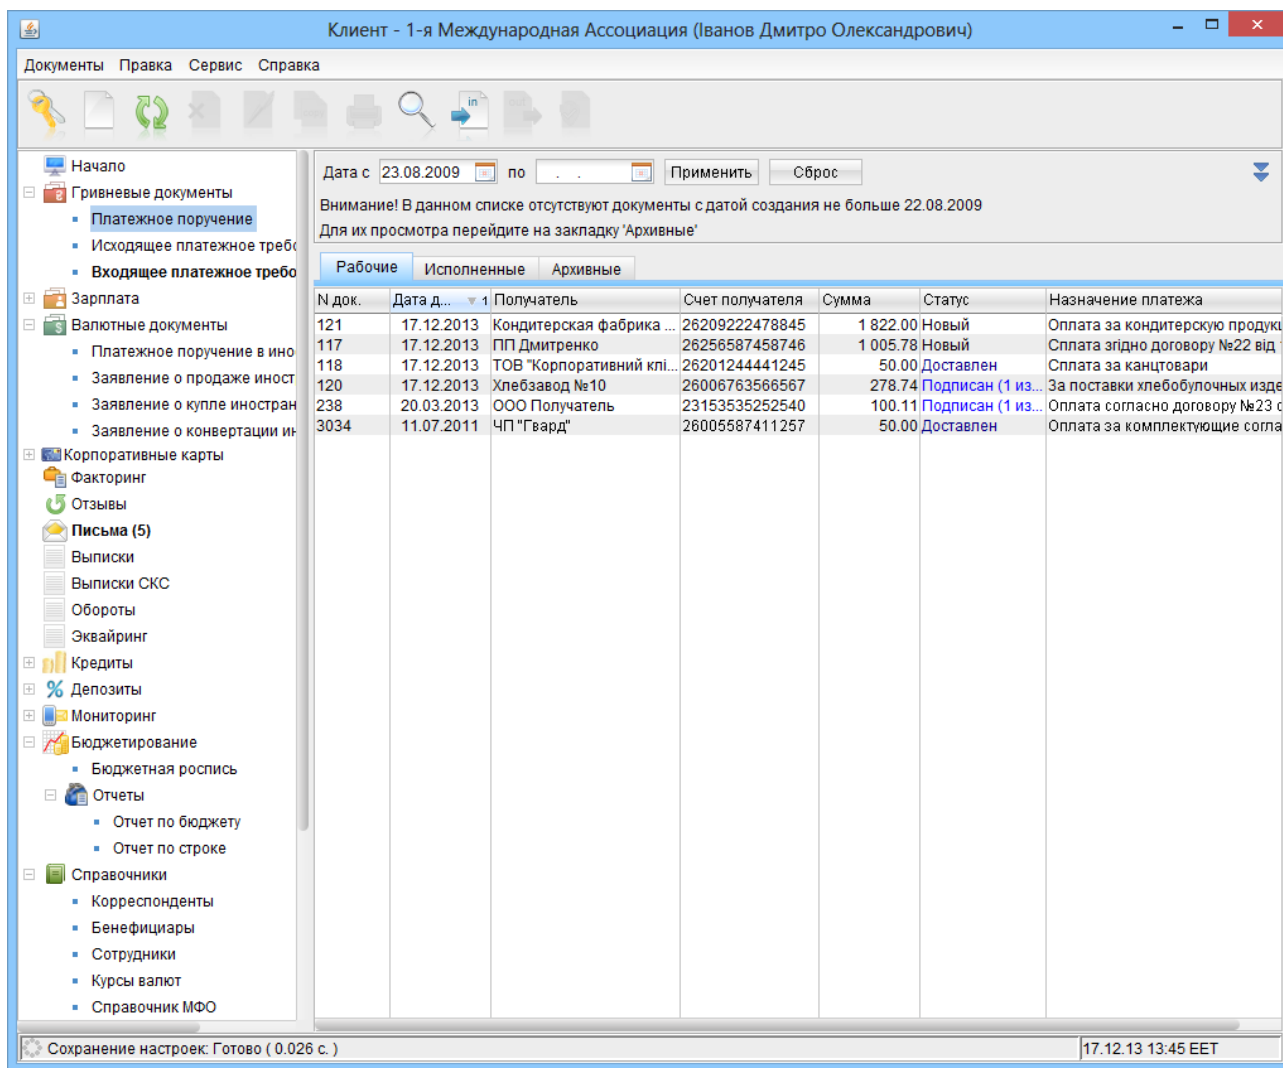 Клиент - 1-я Международная Ассоциация (Іванов Дмитро Олександрович)
Документы Правка Сервис Справка
in
Начало
Гривневые документы
Платежное поручение
Исходящее платежное требо
Входящее платежное требо
Зарплата
Валютные документы
Платежное поручение в ино
Заявление о продаже иност
Заявление о купле иностран
Заявление о конвертации ин
Корпоративные карты
Факторинг
Отзывы
Письма (5)
Выписки
Выписки СКС
Обороты
Эквайринг
Кредиты
Депозиты
Мониторинг
Бюджетирование
Бюджетная роспись
Отчеты
Отчет по бюджету
Отчет по строке
Справочники
Корреспонденты
Бенефициары
Сотрудники
Курсы валют
Справочник МФО
Дата с 23.08.2009 по . . Применить Сброс
Внимание! В данном списке отсутствуют документы с датой создания не больше 22.08.2009
Для их просмотра перейдите на закладку 'Архивные'
Рабочие Исполненные Архивные
N док. Дата д... 1 Получатель Счет получателя Сумма Статус Назначение платежа
121 17.12.2013 Кондитерская фабрика ... 26209222478845 1 822.00 Новый Оплата за кондитерскую продукц
117 17.12.2013 ПП Дмитренко 26256587458746 1 005.78 Новый Сплата згідно договору №22 від
118 17.12.2013 ТОВ "Корпоративнийклі... 26201244441245 50.00 Доставлен Сплата за канцтовари
120 17.12.2013 Хлебзавод №10 26006763566567 278.74 Подписан (1 из... За поставки хлебобулочных изде
238 20.03.2013 ООО Получатель 23153535252540 100.11 Подписан (1 из... Оплата согласно договору №23 о
3034 11.07.2011 ЧП "Гвард" 26005587411257 50.00 Доставлен Оплата за комплектующие согла
Сохранение настроек: Готово ( 0.026 с. ) 17.12.13 13:45 EET